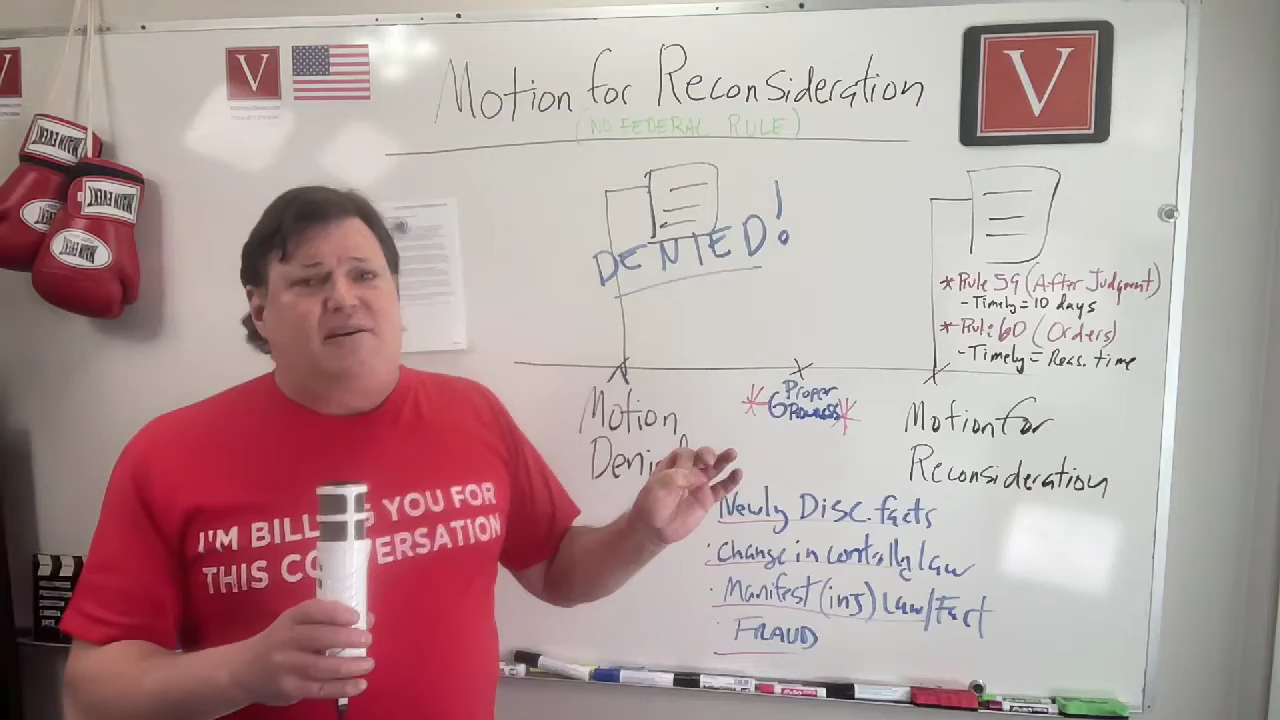 V
V
V
Motion for Reconsideration
(NO FEDERAL RULE)
MAIN EVENT
MAIN EVENT
DENIED!
*Rule 59 (After Judgment)
- Timely = 10 days
*Rule 60 (Orders)
- Timely = Reas. time
Motion
Proper
Grounds
Motion for
Reconsideration
Newly Disc. facts
· Change in controlling law
· Manifest (inj) Law/Fact
· FRAUD
YOU FOR
THIS